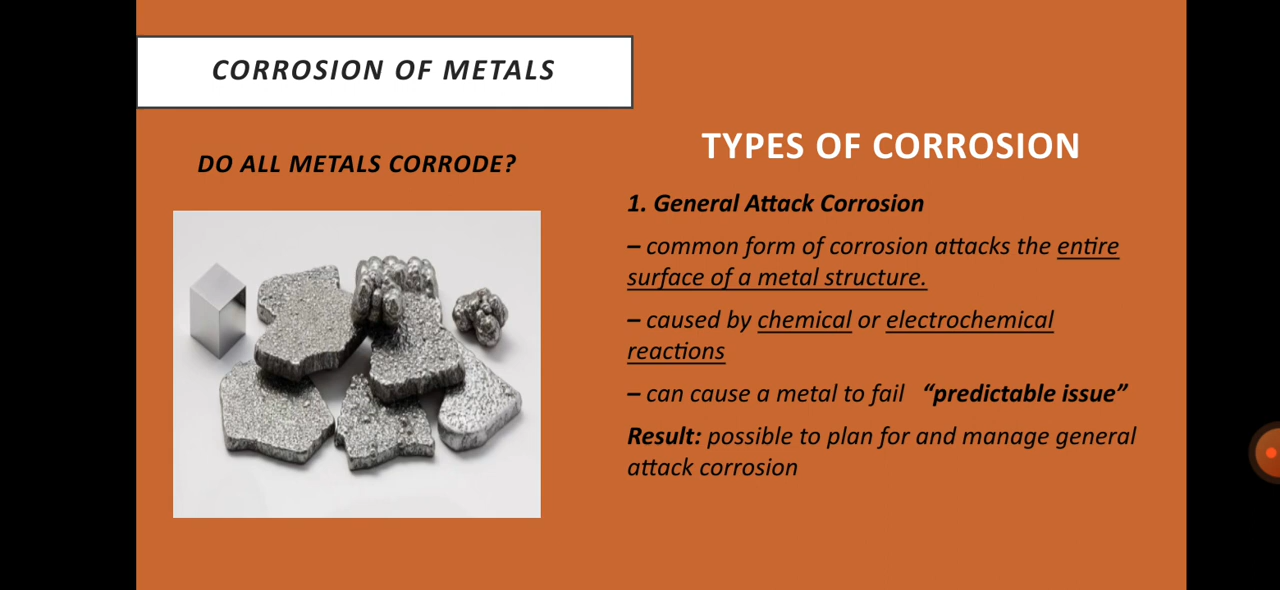 CORROSION OF METALS
DO ALL METALS CORRODE?
TYPES OF CORROSION
1. General Attack Corrosion
– common form of corrosion attacks the entire
surface of a metal structure.
– caused by chemical or electrochemical
reactions
– can cause a metal to fail “predictable issue”
Result: possible to plan for and manage general
attack corrosion